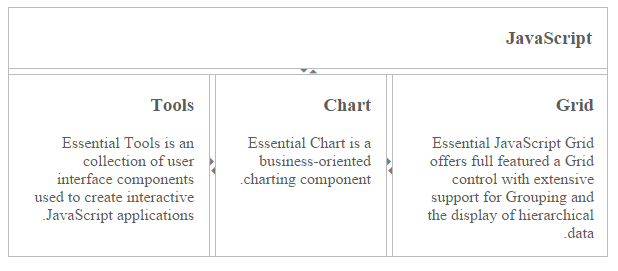 JavaScript
Tools
Essential Tools is an
collection of user
interface components
used to create interactive
.JavaScript applications
Chart
Essential Chart is a
business-oriented
.charting component
Grid
Essential JavaScript Grid
offers full featured a Grid
control with extensive
support for Grouping and
the display of hierarchical
.data